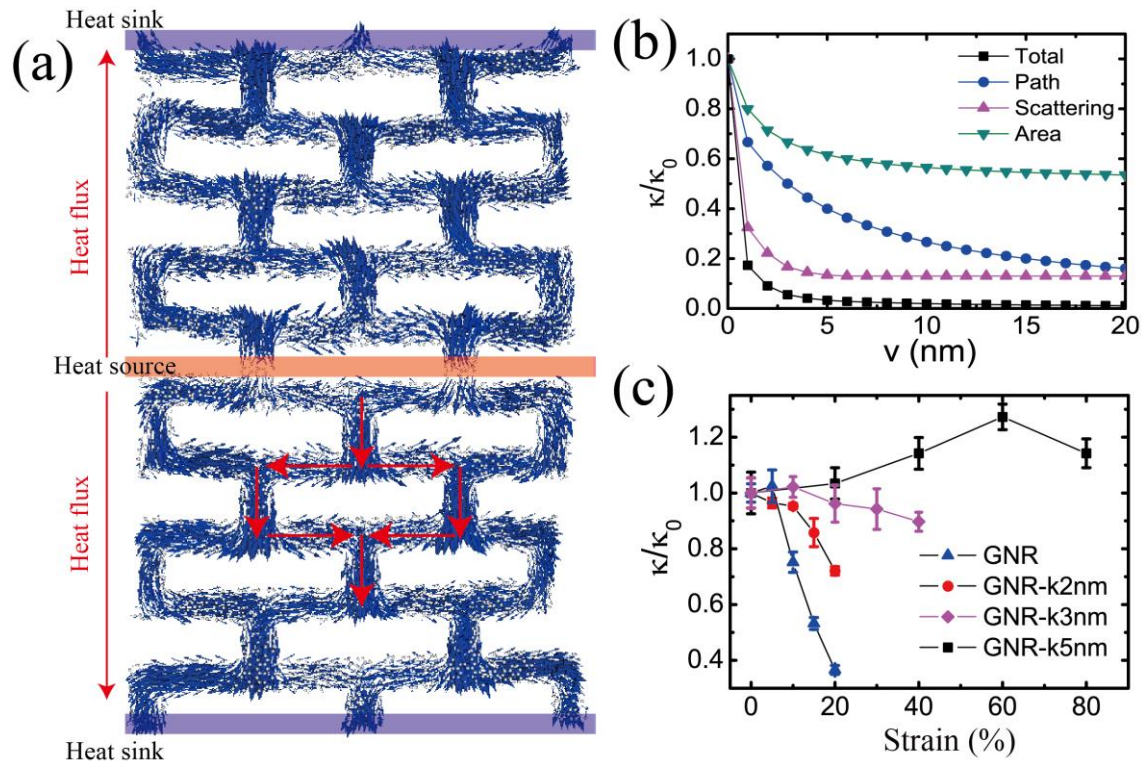 Heat sink
(a)
Heat flux
Heat source
Heat flux
Heat sink
(b)
κ/κ0
1.0
0.8
0.6
0.4
0.2
0.0
Total
Path
Scattering
Area
0 5 10 15 20
v (nm)
(c)
κ/κ0
1.2
1.0
0.8
0.6
0.4
GNR
GNR-k2nm
GNR-k3nm
GNR-k5nm
0 20 40 60 80
Strain (%)